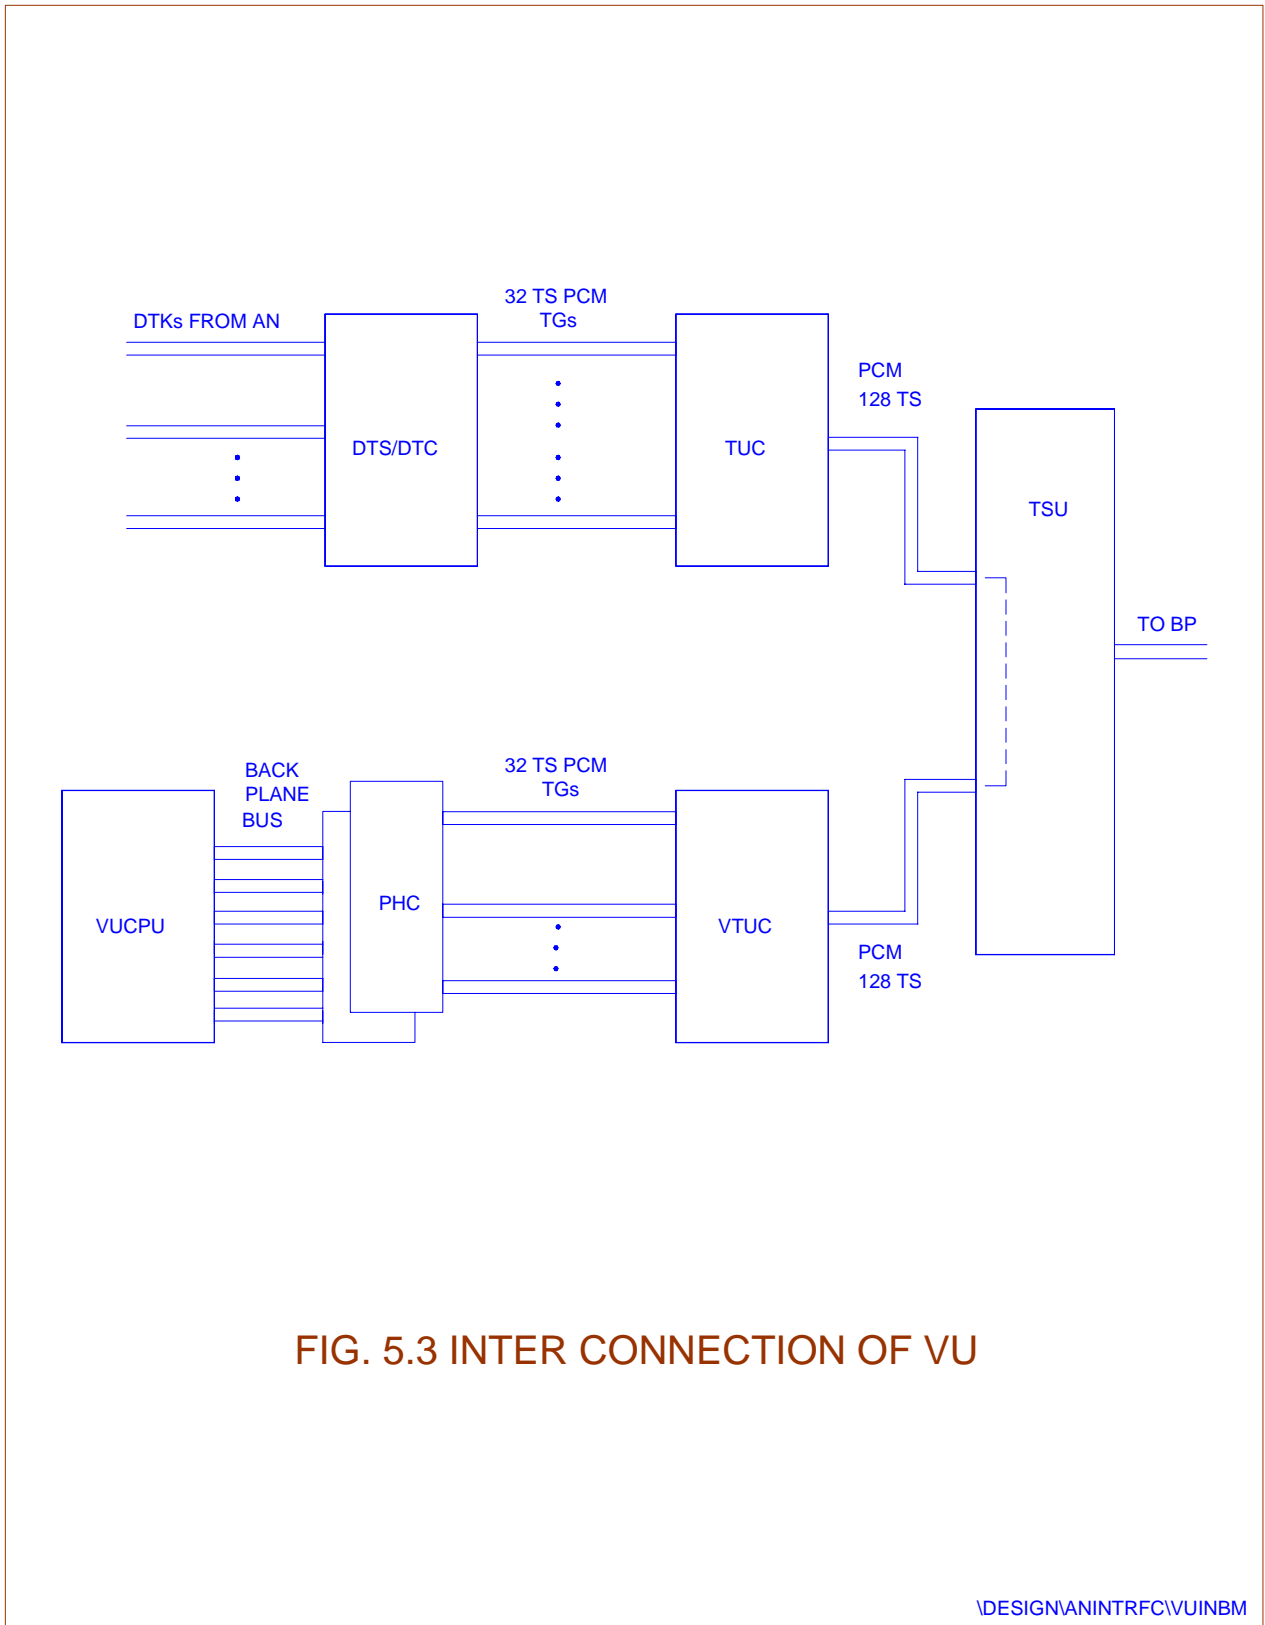 32 TS PCM
TGs
DTKs FROM AN
DTS/DTC
TUC
PCM
128 TS
TSU
TO BP
BACK
PLANE
BUS
32 TS PCM
TGs
VUCPU
PHC
VTUC
PCM
128 TS
FIG. 5.3 INTER CONNECTION OF VU
\DESIGN\ANINTRFC\VUINBM